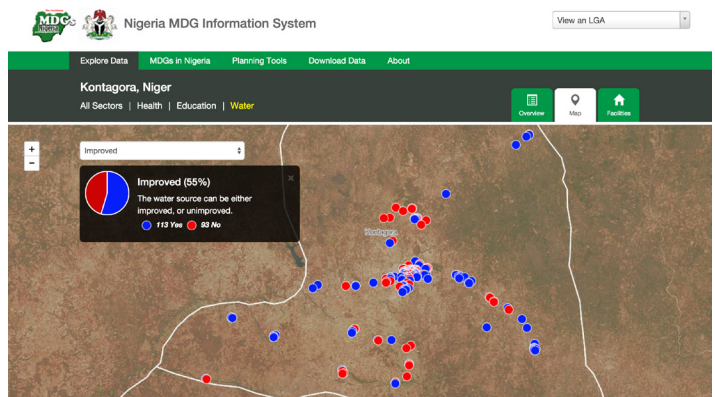 MDGs
Nigeria
Nigeria MDG Information System
View an LGA
Explore Data
MDGs in Nigeria
Planning Tools
Download Data
About
Kontagora, Niger
All Sectors | Health | Education | Water
Overview
Map
Facilities
+
−
Improved
Improved (55%)
The water source can be either
improved, or unimproved.
113 Yes
93 No
Kontagora